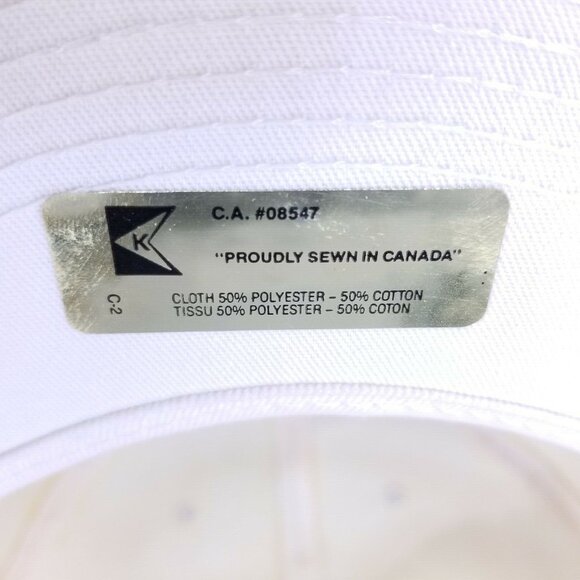 C.A. #08547
K
"PROUDLY SEWN IN CANADA"
C-2
CLOTH 50% POLYESTER – 50% COTTON
TISSU 50% POLYESTER – 50% COTON